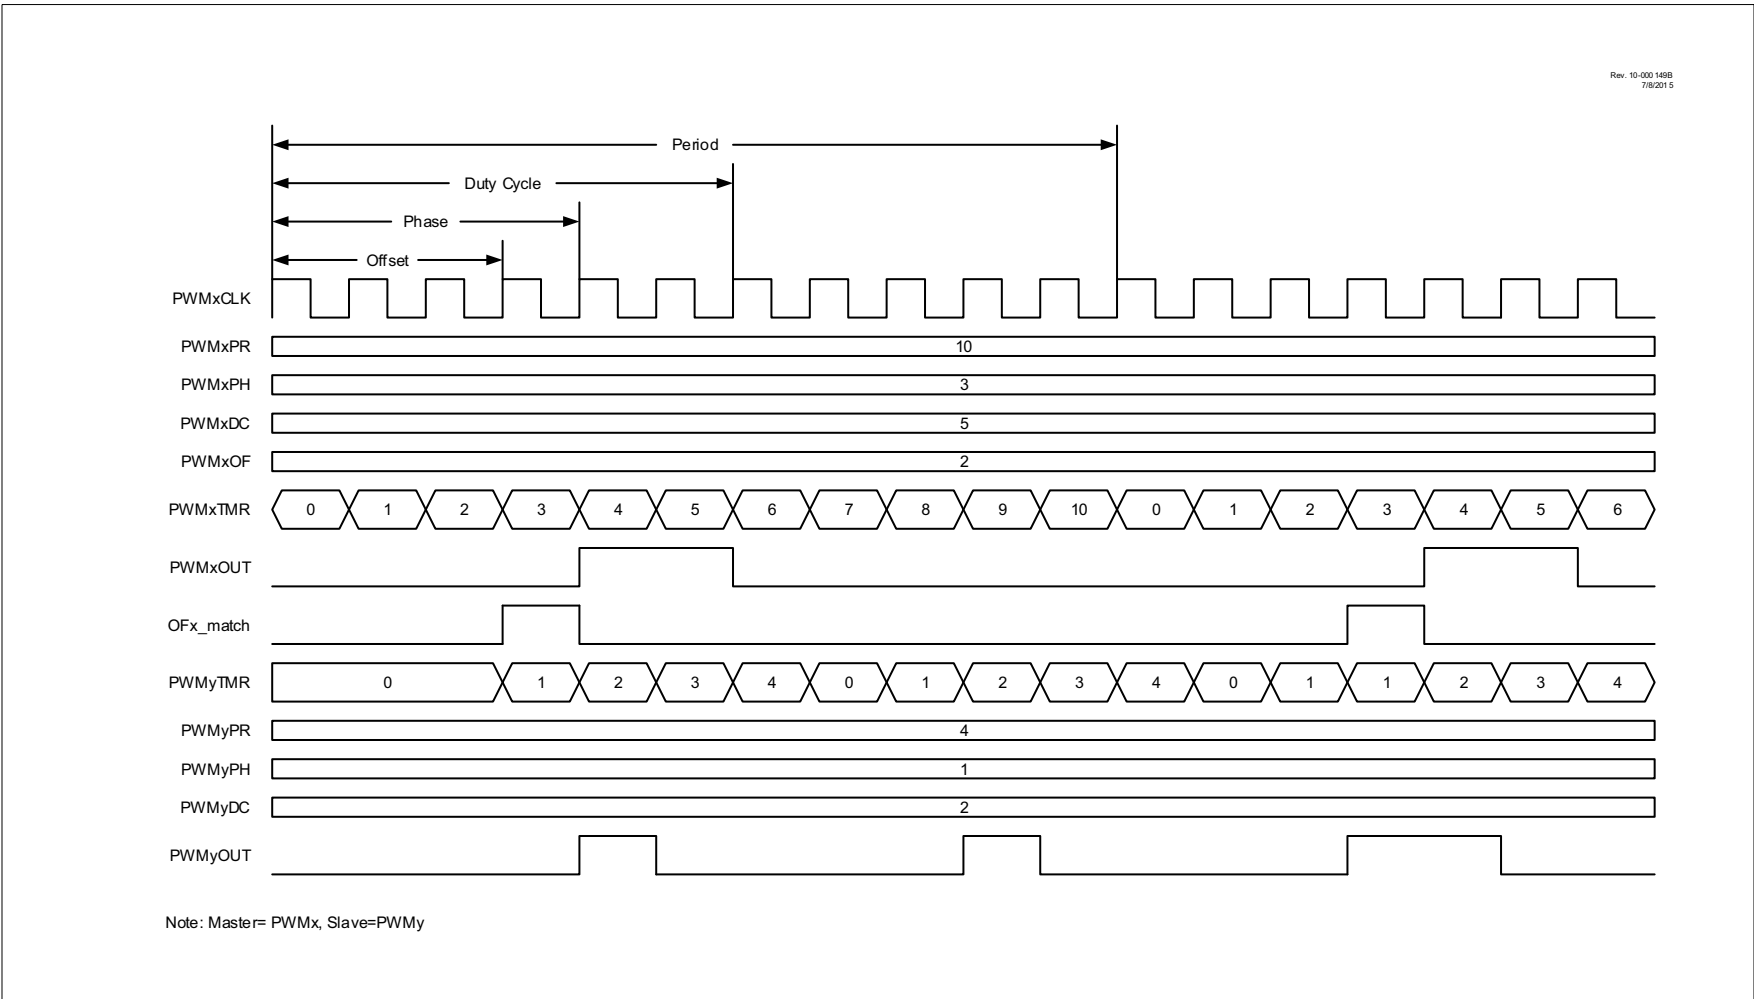 Rev. 10-000 149B
7/8/201 5
Period
Duty Cycle
Phase
Offset
PWMxCLK
PWMxPR 10
PWMxPH 3
PWMxDC 5
PWMxOF 2
PWMxTMR 0 1 2 3 4 5 6 7 8 9 10 0 1 2 3 4 5 6
PWMxOUT
OFx_match
PWMyTMR 0 1 2 3 4 0 1 2 3 4 0 1 1 2 3 4
PWMyPR 4
PWMyPH 1
PWMyDC 2
PWMyOUT
Note: Master= PWMx, Slave=PWMy